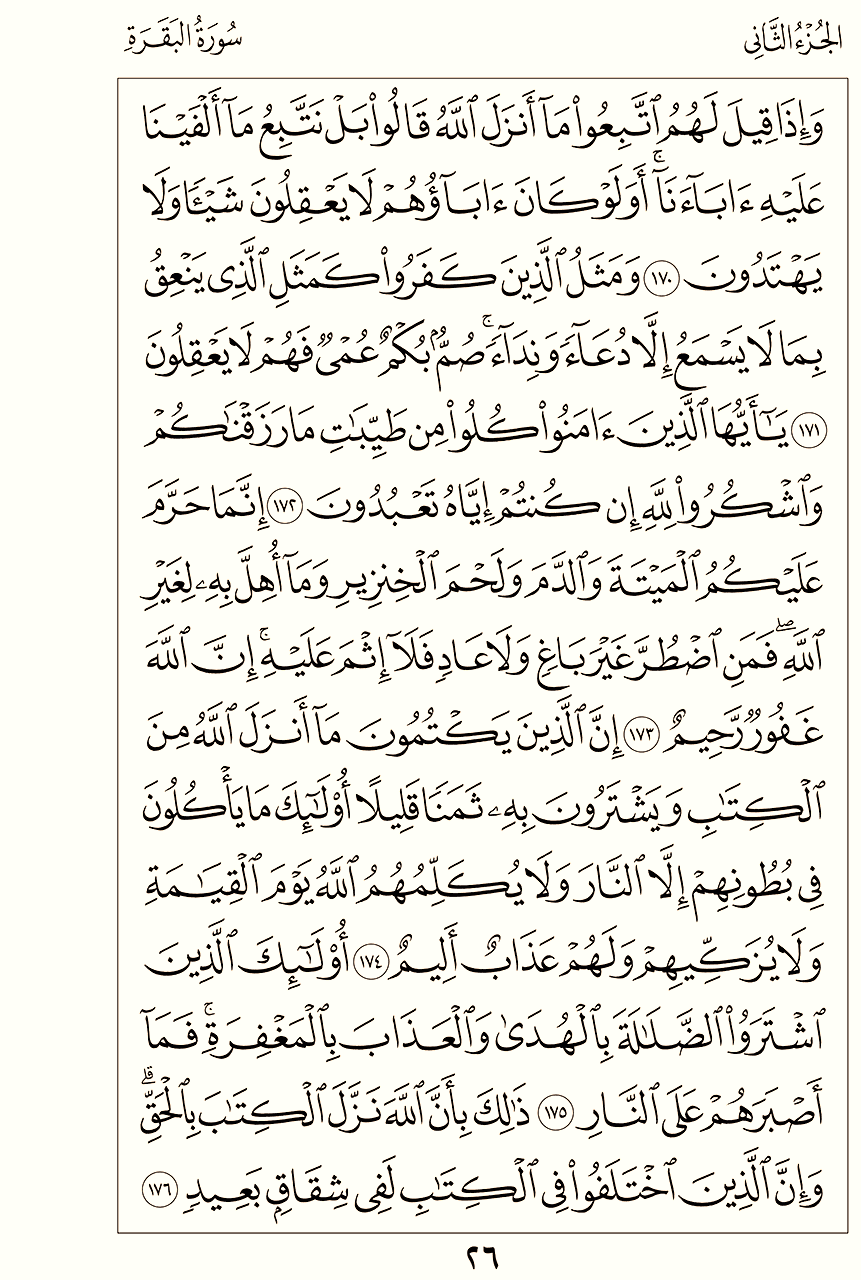 الجُزْءُ الثَّانِي
سُورَةُ البَقَرَةِ
وَإِذَا قِيلَ لَهُمُ ٱتَّبِعُوا۟ مَآ أَنزَلَ ٱللَّهُ قَالُوا۟ بَلْ نَتَّبِعُ مَآ أَلْفَيْنَا
عَلَيْهِ ءَابَآءَنَآ ۚ أَوَلَوْ كَانَ ءَابَآؤُهُمْ لَا يَعْقِلُونَ شَيْـًٔا وَلَا
يَهْتَدُونَ ١٧٠ وَمَثَلُ ٱلَّذِينَ كَفَرُوا۟ كَمَثَلِ ٱلَّذِى يَنْعِقُ
بِمَا لَا يَسْمَعُ إِلَّا دُعَآءً وَنِدَآءً ۚ صُمٌّۢ بُكْمٌ عُمْىٌ فَهُمْ لَا يَعْقِلُونَ
١٧١ يَـٰٓأَيُّهَا ٱلَّذِينَ ءَامَنُوا۟ كُلُوا۟ مِن طَيِّبَـٰتِ مَا رَزَقْنَـٰكُمْ
وَٱشْكُرُوا۟ لِلَّهِ إِن كُنتُمْ إِيَّاهُ تَعْبُدُونَ ١٧٢ إِنَّمَا حَرَّمَ
عَلَيْكُمُ ٱلْمَيْتَةَ وَٱلدَّمَ وَلَحْمَ ٱلْخِنزِيرِ وَمَآ أُهِلَّ بِهِۦ لِغَيْرِ
ٱللَّهِ ۖ فَمَنِ ٱضْطُرَّ غَيْرَ بَاغٍ وَلَا عَادٍ فَلَآ إِثْمَ عَلَيْهِ ۚ إِنَّ ٱللَّهَ
غَفُورٌ رَّحِيمٌ ١٧٣ إِنَّ ٱلَّذِينَ يَكْتُمُونَ مَآ أَنزَلَ ٱللَّهُ مِنَ
ٱلْكِتَـٰبِ وَيَشْتَرُونَ بِهِۦ ثَمَنًا قَلِيلًا أُو۟لَـٰٓئِكَ مَا يَأْكُلُونَ
فِى بُطُونِهِمْ إِلَّا ٱلنَّارَ وَلَا يُكَلِّمُهُمُ ٱللَّهُ يَوْمَ ٱلْقِيَـٰمَةِ
وَلَا يُزَكِّيهِمْ وَلَهُمْ عَذَابٌ أَلِيمٌ ١٧٤ أُو۟لَـٰٓئِكَ ٱلَّذِينَ
ٱشْتَرَوُا۟ ٱلضَّلَـٰلَةَ بِٱلْهُدَىٰ وَٱلْعَذَابَ بِٱلْمَغْفِرَةِ ۚ فَمَآ
أَصْبَرَهُمْ عَلَى ٱلنَّارِ ١٧٥ ذَٰلِكَ بِأَنَّ ٱللَّهَ نَزَّلَ ٱلْكِتَـٰبَ بِٱلْحَقِّ ۗ
وَإِنَّ ٱلَّذِينَ ٱخْتَلَفُوا۟ فِى ٱلْكِتَـٰبِ لَفِى شِقَاقٍۭ بَعِيدٍ ١٧٦
٢٦